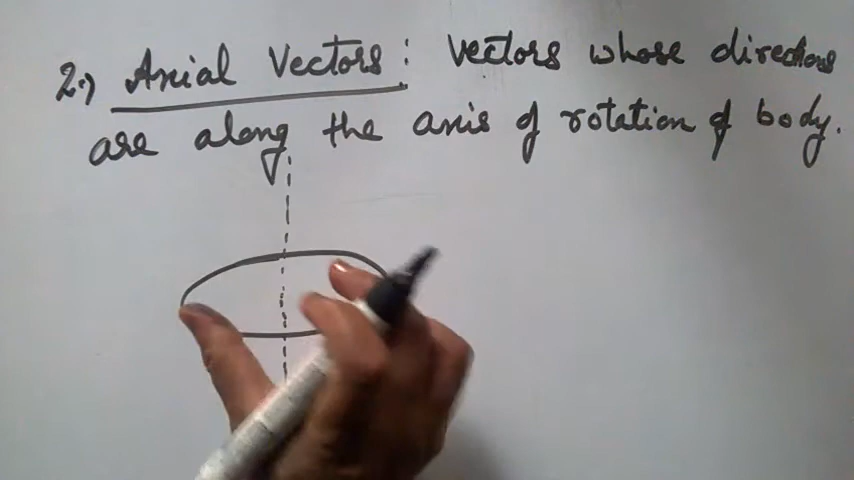 2.) Axial Vectors : vectors whose directions
are along the axis of rotation of body.